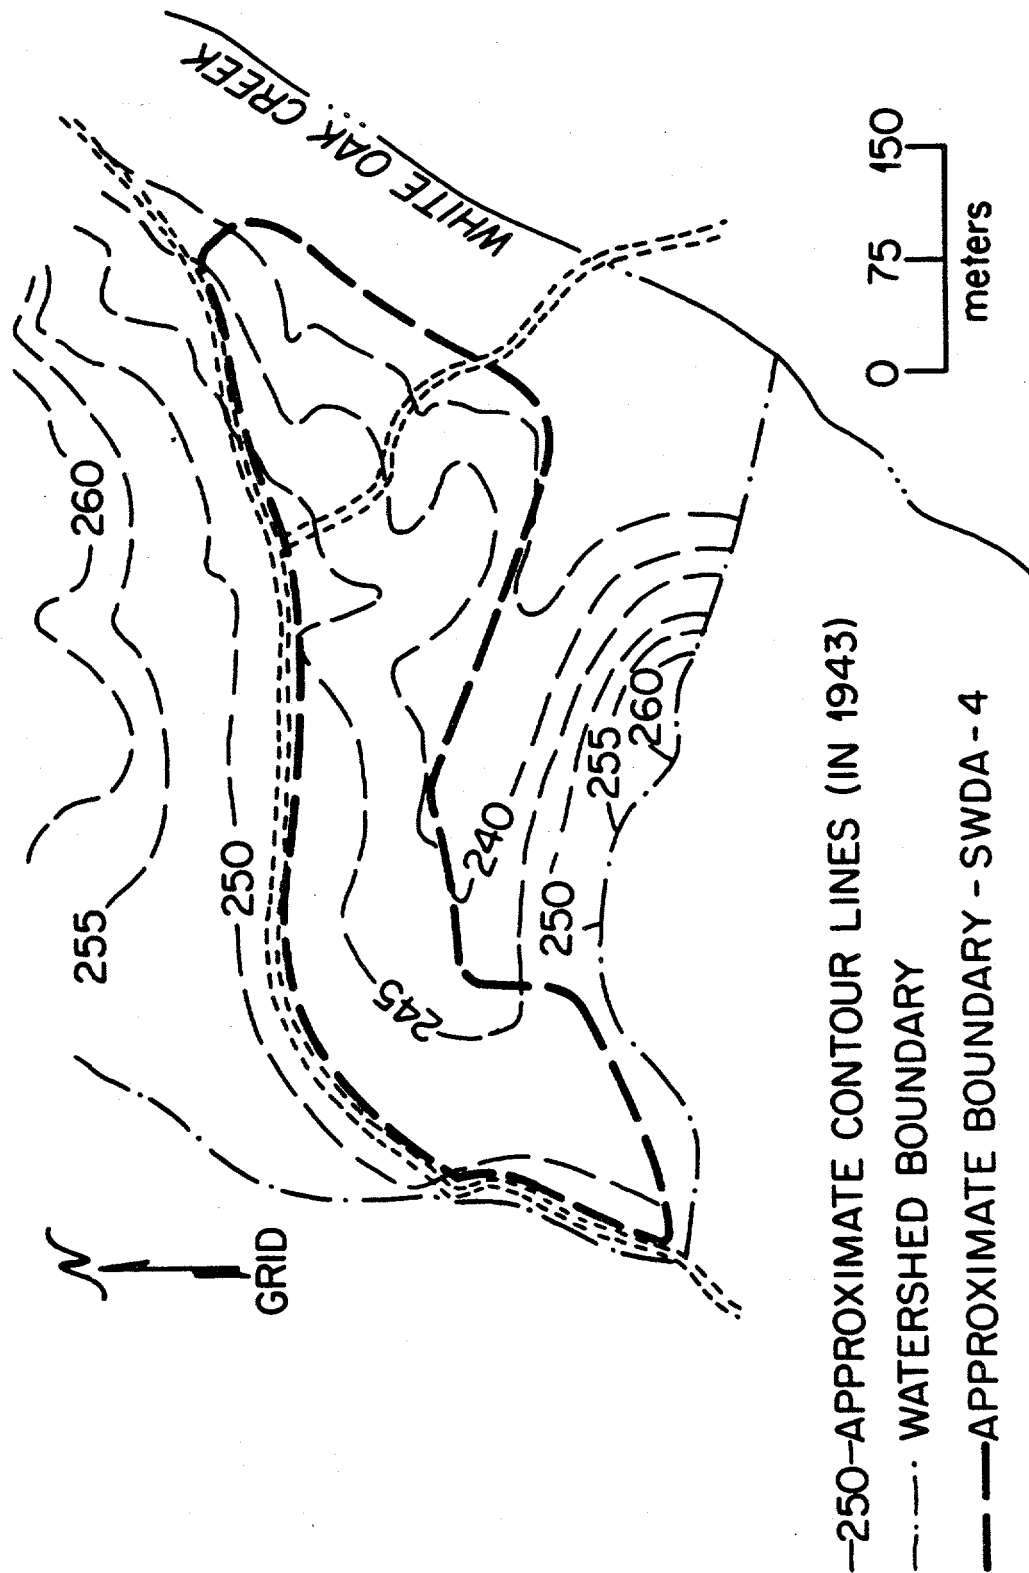 N
GRID
255
260
250
245
240
250
255
260
WHITE OAK CREEK
0 75 150
meters
—250—APPROXIMATE CONTOUR LINES (IN 1943)
WATERSHED BOUNDARY
APPROXIMATE BOUNDARY - SWDA - 4